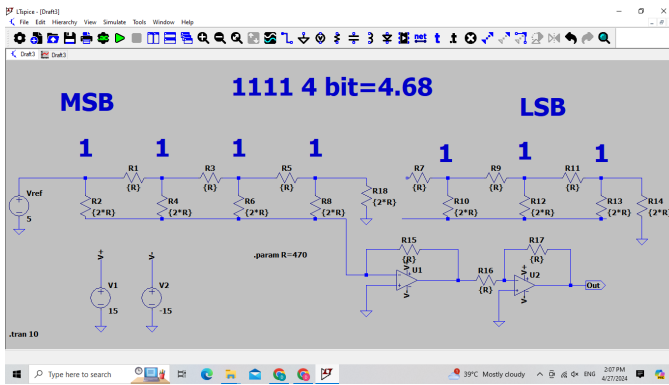 LTspice - [Draft3]
File Edit Hierarchy View Simulate Tools Window Help
Draft3 Draft3
1111 4 bit=4.68
MSB
LSB
1 1 1 1 1 1 1
R1 R3 R5 R7 R9 R11
{R} {R} {R} {R} {R} {R}
Vref
5
R2 R4 R6 R8 R18 R10 R12 R13 R14
{2*R} {2*R} {2*R} {2*R} {2*R} {2*R} {2*R} {2*R} {2*R
.param R=470
R15 R17
{R} {R}
V+ V- V+ V+
U1 R16 U2
{R}
V- V-
Out
V1 V2
15 -15
.tran 10
Type here to search
39°C Mostly cloudy
ENG
2:07 PM
4/27/2024